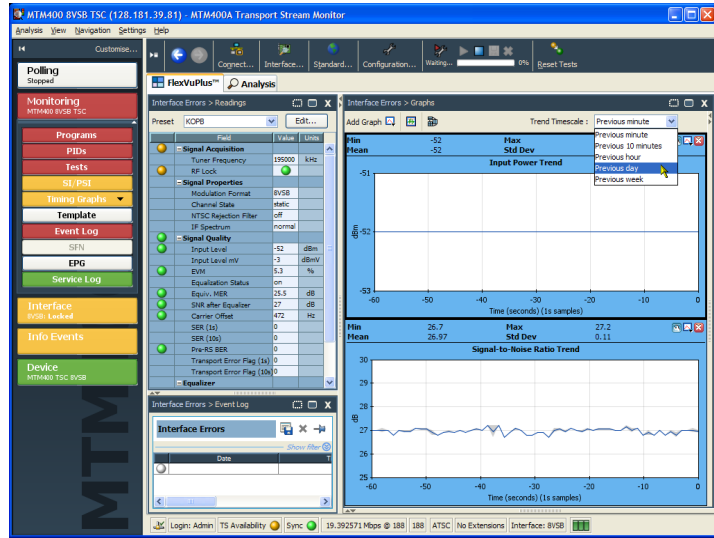 MTM400 8VSB TSC (128.181.39.81) - MTM400A Transport Stream Monitor
Analysis View Navigation Settings Help
Customise...
Polling
Stopped
Monitoring
MTM400 8VSB TSC
Programs
PIDs
Tests
SI/PSI
Timing Graphs
Template
Event Log
SFN
EPG
Service Log
Interface
8VSB: Locked
Info Events
Device
MTM400 TSC 8VSB
MTM
Connect... Interface... Standard... Configuration... Waiting... 0% Reset Tests
FlexVuPlus™ Analysis
Interface Errors > Readings
Preset KOPB Edit...
Field Value Units
Signal Acquisition
Tuner Frequency 195000 kHz
RF Lock
Signal Properties
Modulation Format 8VSB
Channel State static
NTSC Rejection Filter off
IF Spectrum normal
Signal Quality
Input Level -52 dBm
Input Level mV -3 dBmV
EVM 5.3 %
Equalization Status on
Equiv. MER 25.5 dB
SNR after Equalizer 27 dB
Carrier Offset 472 Hz
SER (1s) 0
SER (10s) 0
Pre-RS BER 0
Transport Error Flag (1s) 0
Transport Error Flag (10s) 0
Equalizer
Interface Errors > Event Log
Interface Errors
Show filter
Date T
Interface Errors > Graphs
Add Graph Trend Timescale : Previous minute
Previous minute
Previous 10 minutes
Previous hour
Previous day
Previous week
Min -52 Max
Mean -52 Std Dev
Input Power Trend
-51
-52
-53
dBm
-60 -50 -40 -30 -20 -10 0
Time (seconds) (1s samples)
Min 26.7 Max 27.2
Mean 26.97 Std Dev 0.11
Signal-to-Noise Ratio Trend
30
29
28
27
26
25
dB
-60 -50 -40 -30 -20 -10 0
Time (seconds) (1s samples)
Login: Admin TS Availability Sync 19.392571 Mbps @ 188 188 ATSC No Extensions Interface: 8VSB